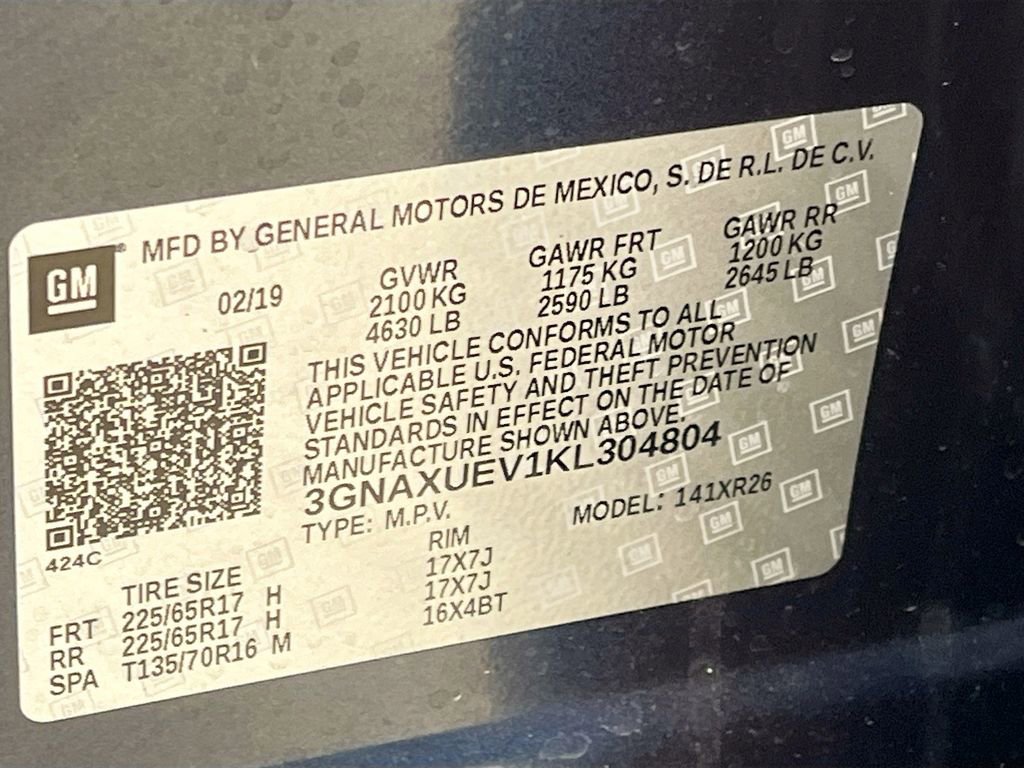 MFD BY GENERAL MOTORS DE MEXICO, S. DE R.L. DE C.V.
GM
02/19 GVWR GAWR FRT GAWR RR
2100 KG 1175 KG 1200 KG
4630 LB 2590 LB 2645 LB
THIS VEHICLE CONFORMS TO ALL
APPLICABLE U.S. FEDERAL MOTOR
VEHICLE SAFETY AND THEFT PREVENTION
STANDARDS IN EFFECT ON THE DATE OF
MANUFACTURE SHOWN ABOVE.
3GNAXUEV1KL304804
TYPE: M.P.V. MODEL: 141XR26
424C
TIRE SIZE RIM
FRT 225/65R17 H 17X7J
RR 225/65R17 H 17X7J
SPA T135/70R16 M 16X4BT